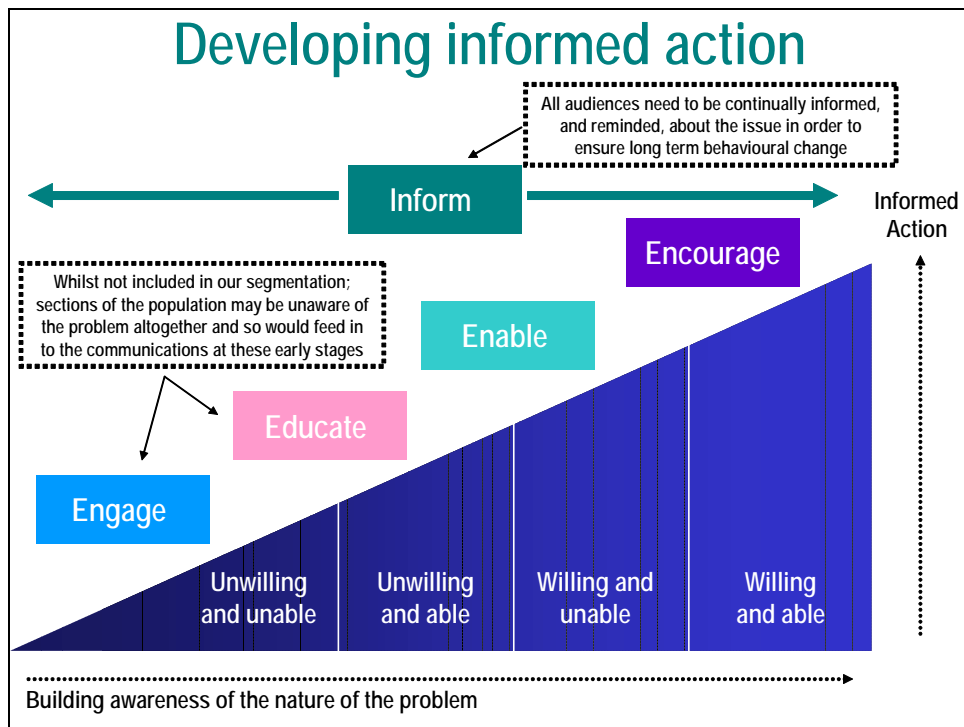 Developing informed action
All audiences need to be continually informed,
and reminded, about the issue in order to
ensure long term behavioural change
Inform
Informed
Action
Encourage
Whilst not included in our segmentation;
sections of the population may be unaware of
the problem altogether and so would feed in
to the communications at these early stages
Enable
Educate
Engage
Unwilling
and unable
Unwilling
and able
Willing and
unable
Willing
and able
Building awareness of the nature of the problem